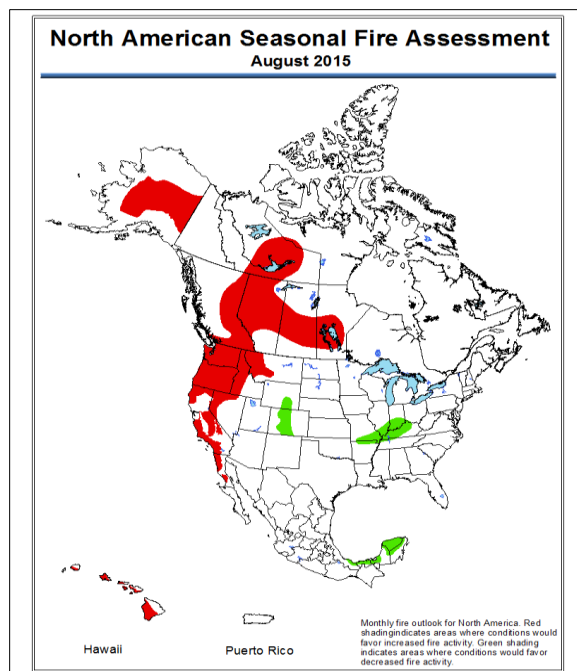 North American Seasonal Fire Assessment
August 2015
Hawaii
Puerto Rico
Monthly fire outlook for North America. Red
shadingindicates areas where conditions would
favor increased fire activity. Green shading
indicates areas where conditions would favor
decreased fire activity.